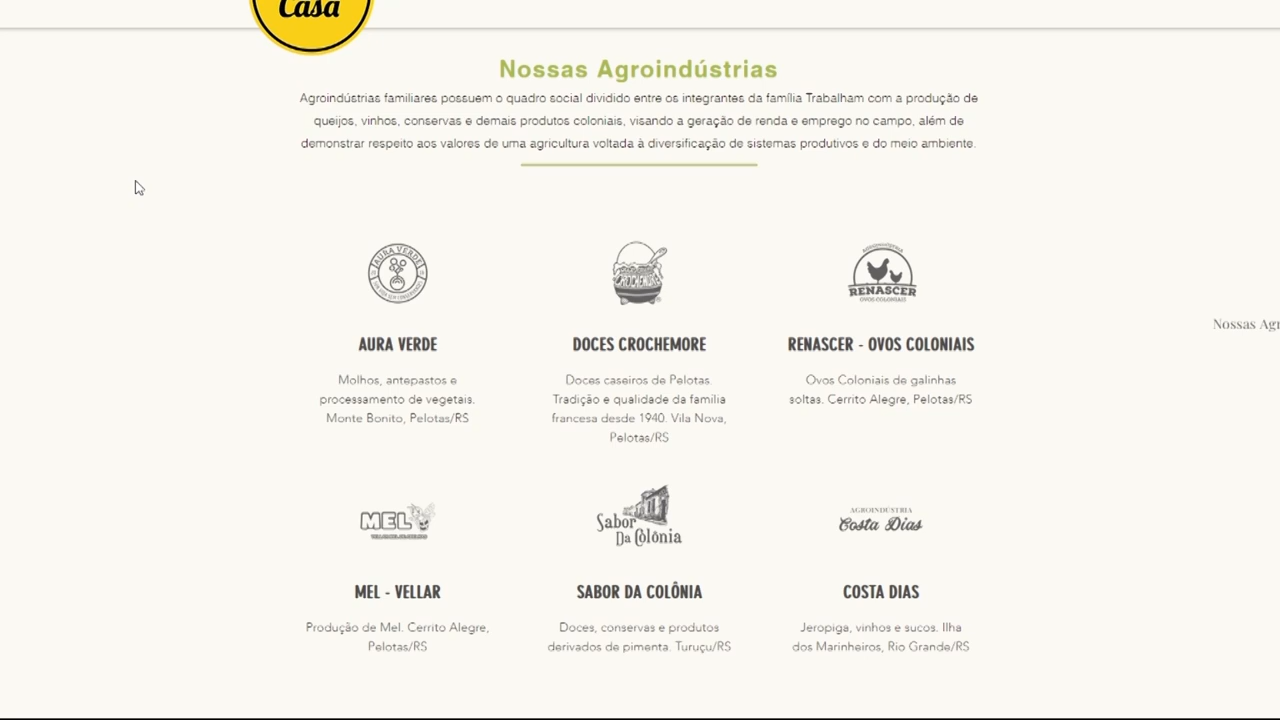 Casa
Nossas Agroindústrias
Agroindústrias familiares possuem o quadro social dividido entre os integrantes da família Trabalham com a produção de
queijos, vinhos, conservas e demais produtos coloniais, visando a geração de renda e emprego no campo, além de
demonstrar respeito aos valores de uma agricultura voltada à diversificação de sistemas produtivos e do meio ambiente.
AURA VERDE
CROCHEMORE
AGROINDÚSTRIA
RENASCER
OVOS COLONIAIS
Nossas Agr
AURA VERDE
DOCES CROCHEMORE
RENASCER - OVOS COLONIAIS
Molhos, antepastos e
processamento de vegetais.
Monte Bonito, Pelotas/RS
Doces caseiros de Pelotas.
Tradição e qualidade da família
francesa desde 1940. Vila Nova,
Pelotas/RS
Ovos Coloniais de galinhas
soltas. Cerrito Alegre, Pelotas/RS
MEL
Sabor
Da Colônia
AGROINDÚSTRIA
Costa Dias
MEL - VELLAR
SABOR DA COLÔNIA
COSTA DIAS
Produção de Mel. Cerrito Alegre,
Pelotas/RS
Doces, conservas e produtos
derivados de pimenta. Turuçu/RS
Jeropiga, vinhos e sucos. Ilha
dos Marinheiros, Rio Grande/RS